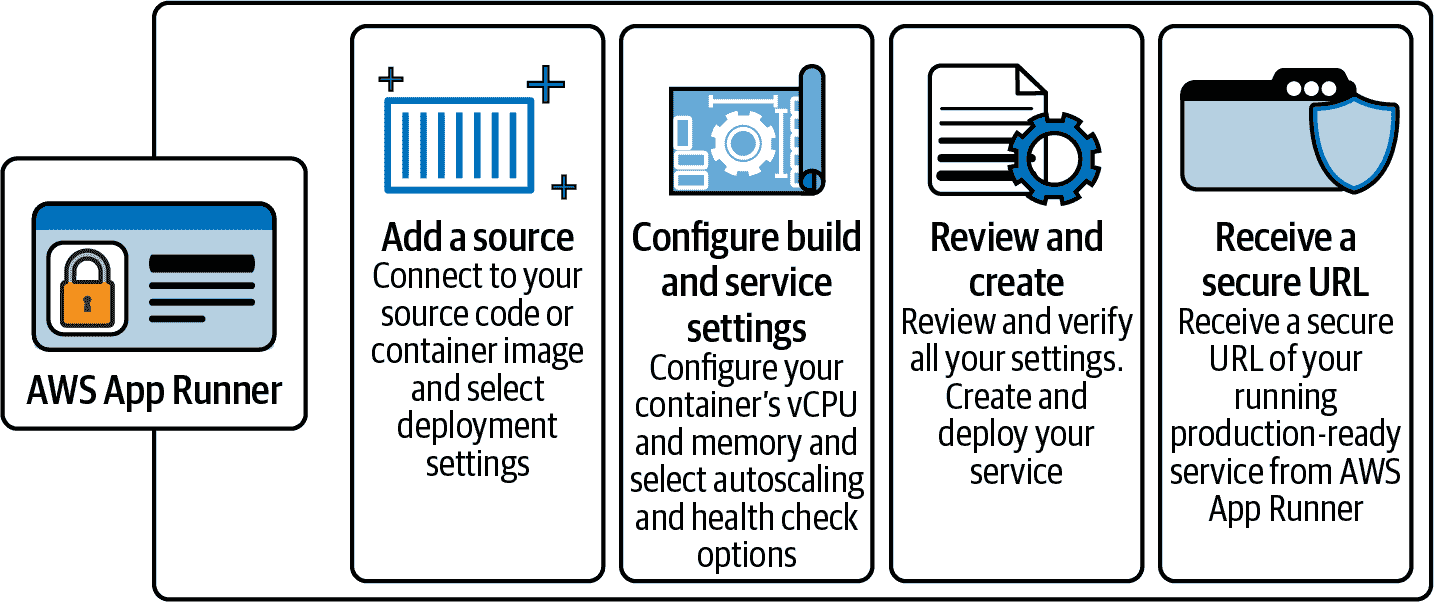 AWS App Runner
Add a source
Connect to your
source code or
container image
and select
deployment
settings
Configure build
and service
settings
Configure your
container’s vCPU
and memory and
select autoscaling
and health check
options
Review and
create
Review and verify
all your settings.
Create and
deploy your
service
Receive a
secure URL
Receive a secure
URL of your
running
production-ready
service from AWS
App Runner